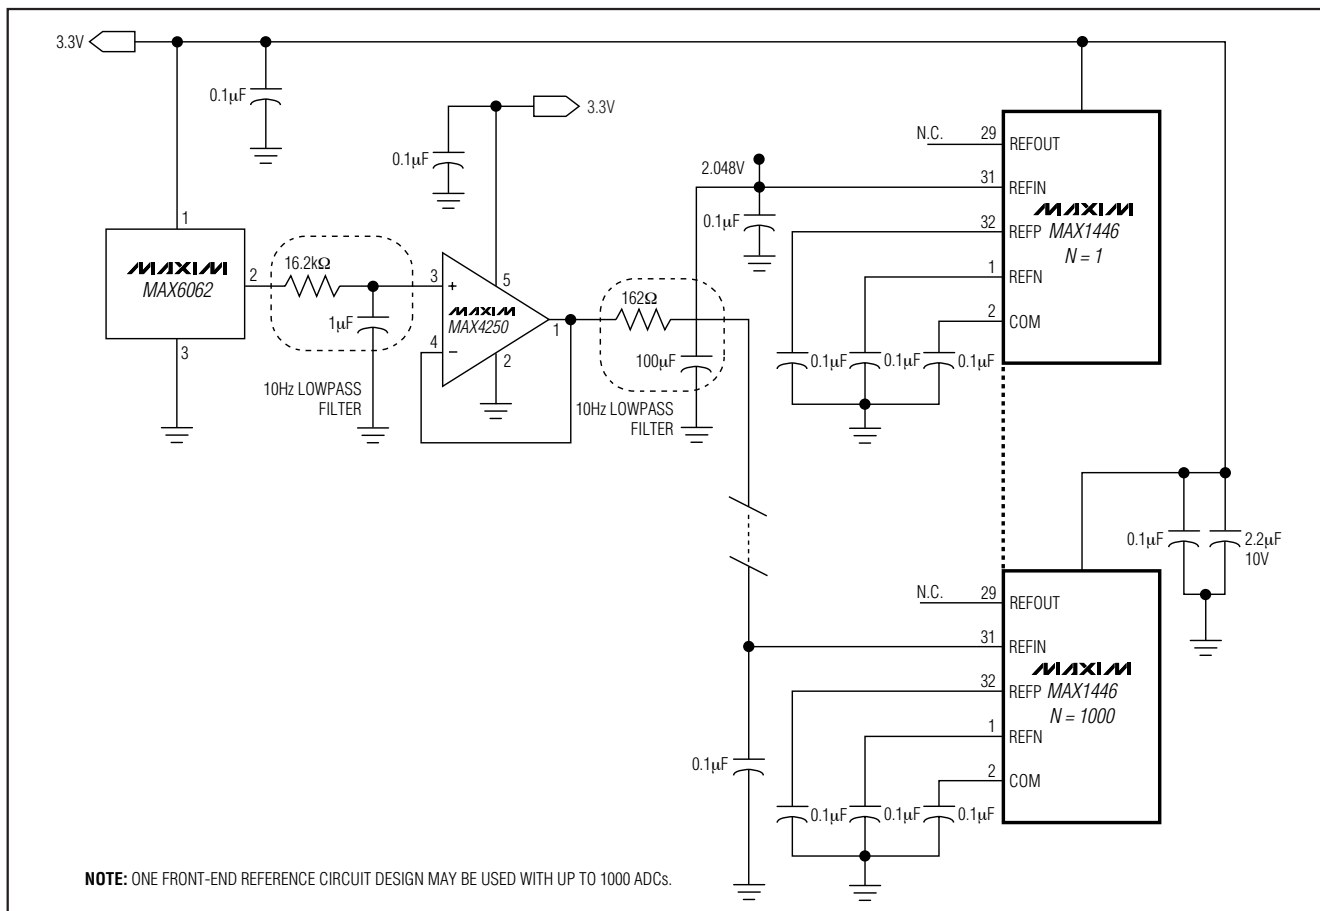 3.3V
0.1µF
3.3V
0.1µF
1
MAXIM
MAX6062
2
3
16.2kΩ
1µF
10Hz LOWPASS
FILTER
3
+
4
−
MAXIM
MAX4250
5
2
1
162Ω
100µF
10Hz LOWPASS
FILTER
2.048V
0.1µF
N.C.
29
REFOUT
31
REFIN
32
REFP
1
REFN
2
COM
MAXIM
MAX1446
N = 1
0.1µF
0.1µF
0.1µF
0.1µF
2.2µF
10V
N.C.
29
REFOUT
31
REFIN
32
REFP
1
REFN
2
COM
MAXIM
MAX1446
N = 1000
0.1µF
0.1µF
0.1µF
0.1µF
NOTE: ONE FRONT-END REFERENCE CIRCUIT DESIGN MAY BE USED WITH UP TO 1000 ADCs.